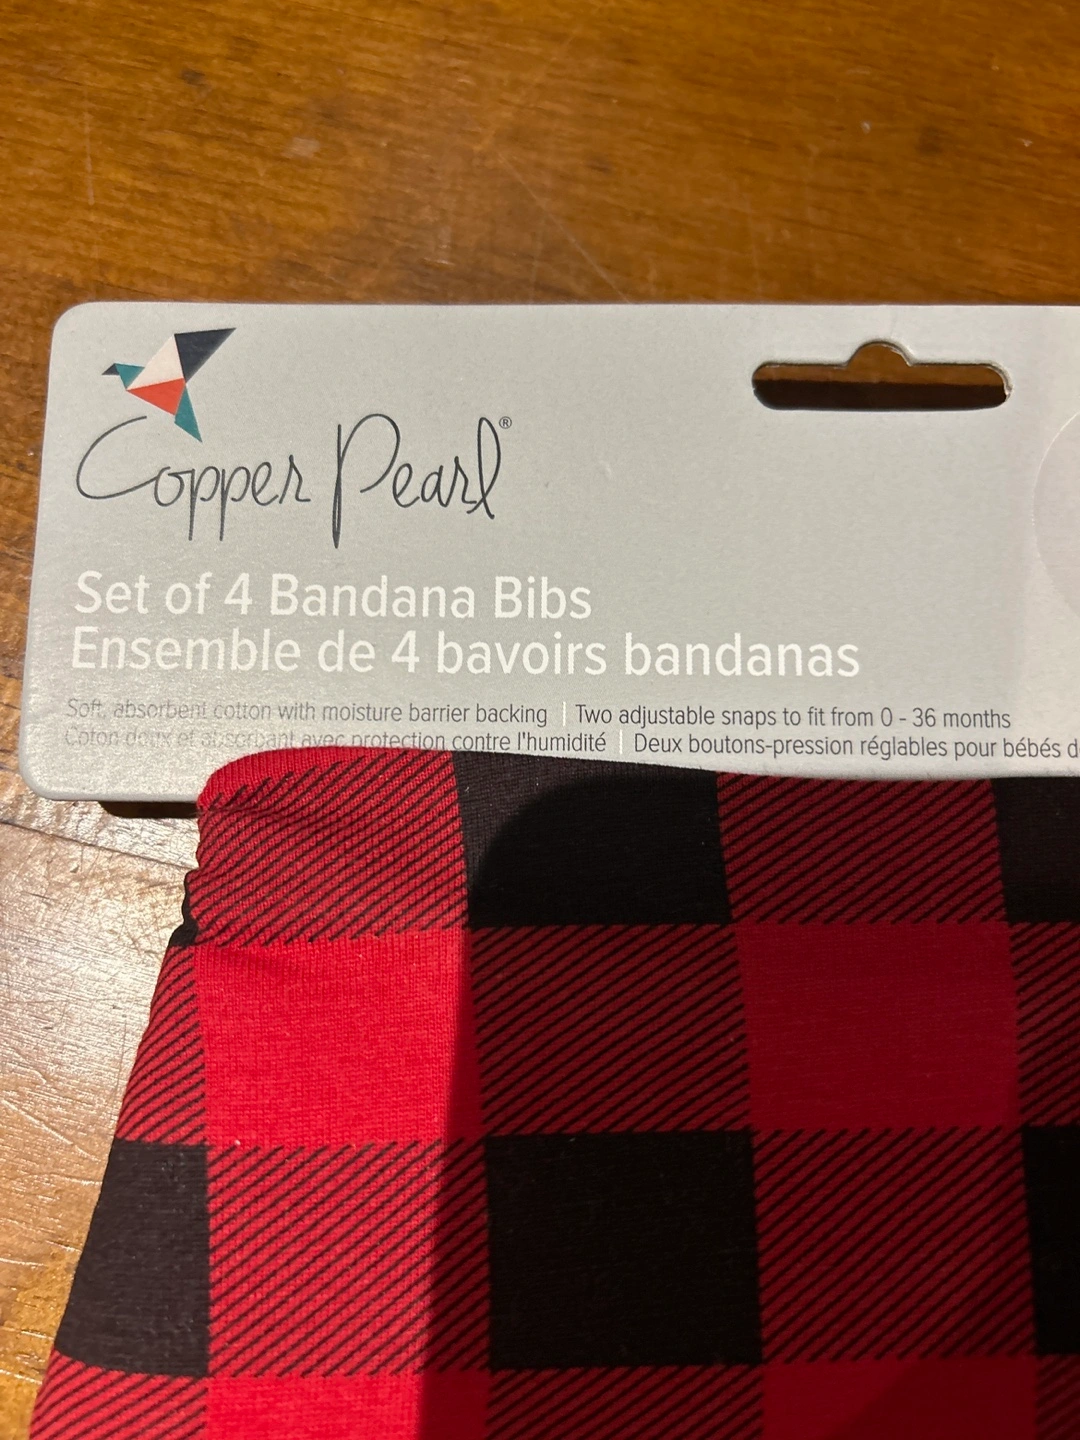 Copper Pearl®
Set of 4 Bandana Bibs
Ensemble de 4 bavoirs bandanas
Soft, absorbent cotton with moisture barrier backing | Two adjustable snaps to fit from 0 - 36 months
Coton doux et absorbant avec protection contre l'humidité | Deux boutons-pression réglables pour bébés d